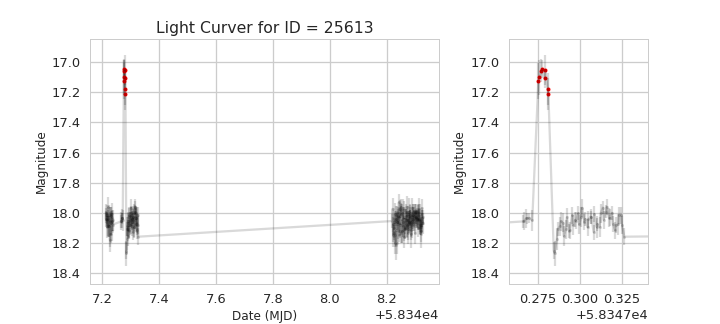 Light Curver for ID = 25613
Magnitude
17.0
17.2
17.4
17.6
17.8
18.0
18.2
18.4
7.2 7.4 7.6 7.8 8.0 8.2
Date (MJD)
+5.834e4
Magnitude
17.0
17.2
17.4
17.6
17.8
18.0
18.2
18.4
0.275 0.300 0.325
+5.8347e4